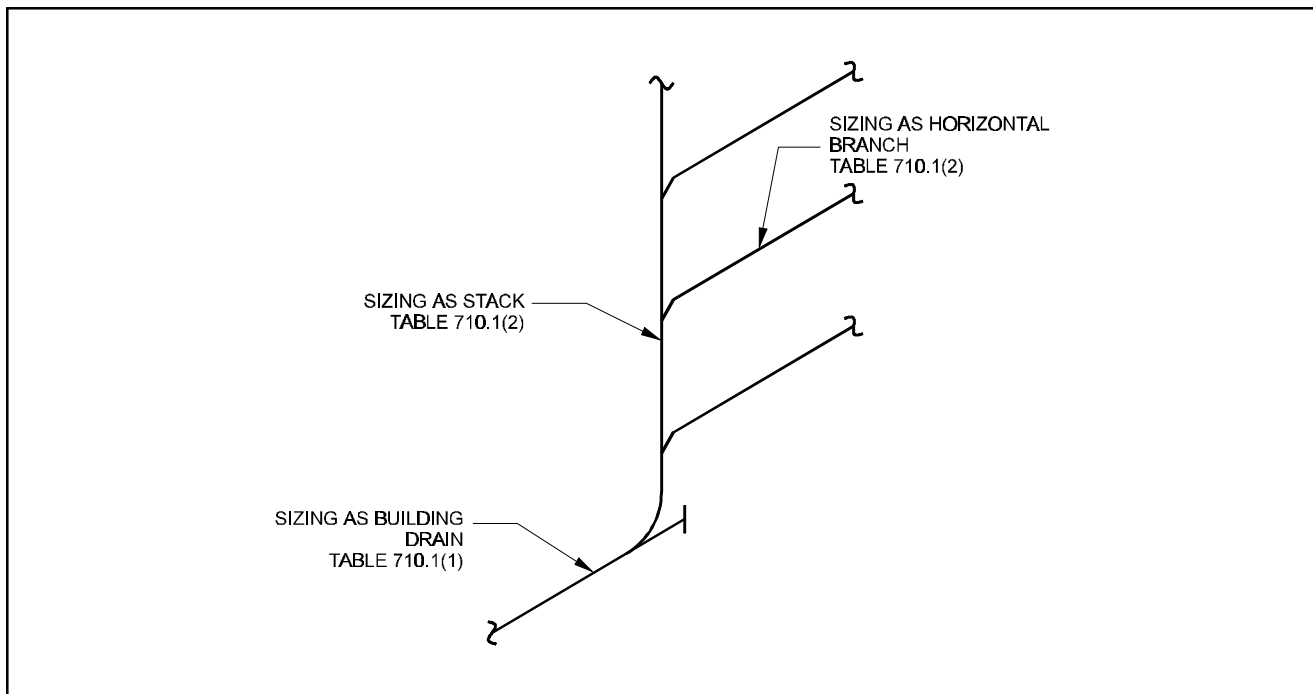 SIZING AS HORIZONTAL
BRANCH
TABLE 710.1(2)
SIZING AS STACK
TABLE 710.1(2)
SIZING AS BUILDING
DRAIN
TABLE 710.1(1)